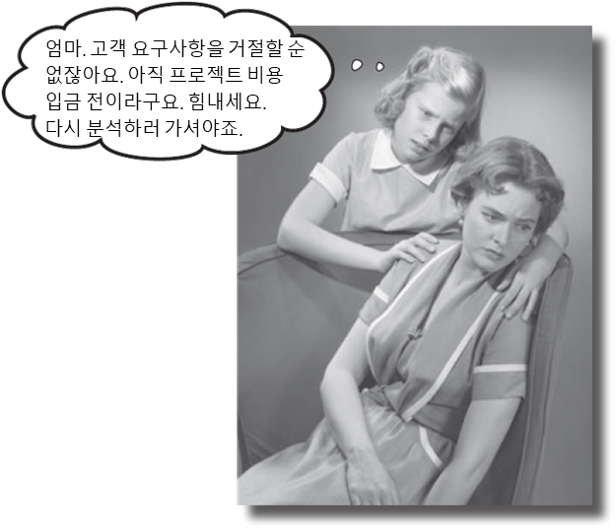 엄마. 고객 요구사항을 거절할 순
없잖아요. 아직 프로젝트 비용
입금 전이라구요. 힘내세요.
다시 분석하러 가셔야죠.